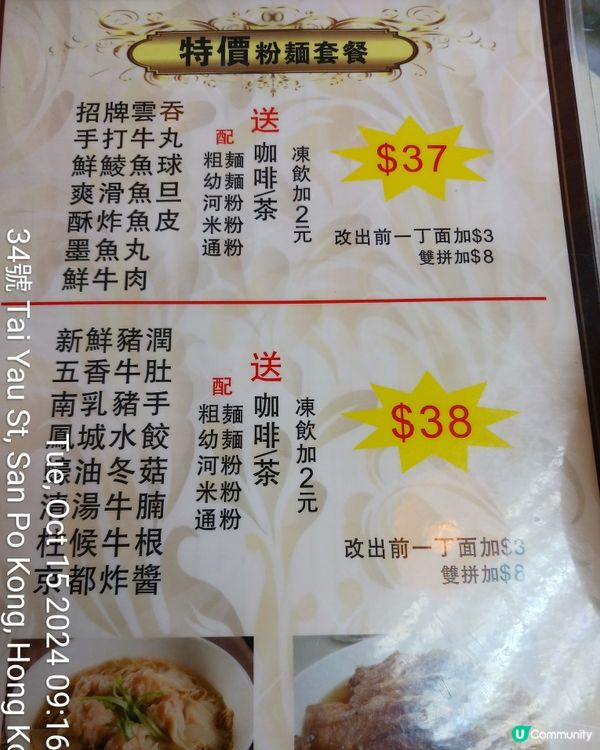 特價粉麵套餐
招牌雲吞
手打牛丸
鮮鯪魚球
爽滑魚旦
酥炸魚皮
墨魚丸
鮮牛肉
配
粗麵
幼麵
河粉
米粉
通粉
送
咖啡\茶
凍飲加2元
$37
改出前一丁面加$3
雙拼加$8
新鮮豬潤
五香牛肚
南乳豬手
鳳城水餃
蠔油冬菇
清湯牛腩
柱候牛根
京都炸醬
配
粗麵
幼麵
河粉
米粉
通粉
送
咖啡\茶
凍飲加2元
$38
改出前一丁面加$3
雙拼加$8
Tue, Oct 15 2024 09:16
34號 Tai Yau St, San Po Kong, Hong Ko
U Community